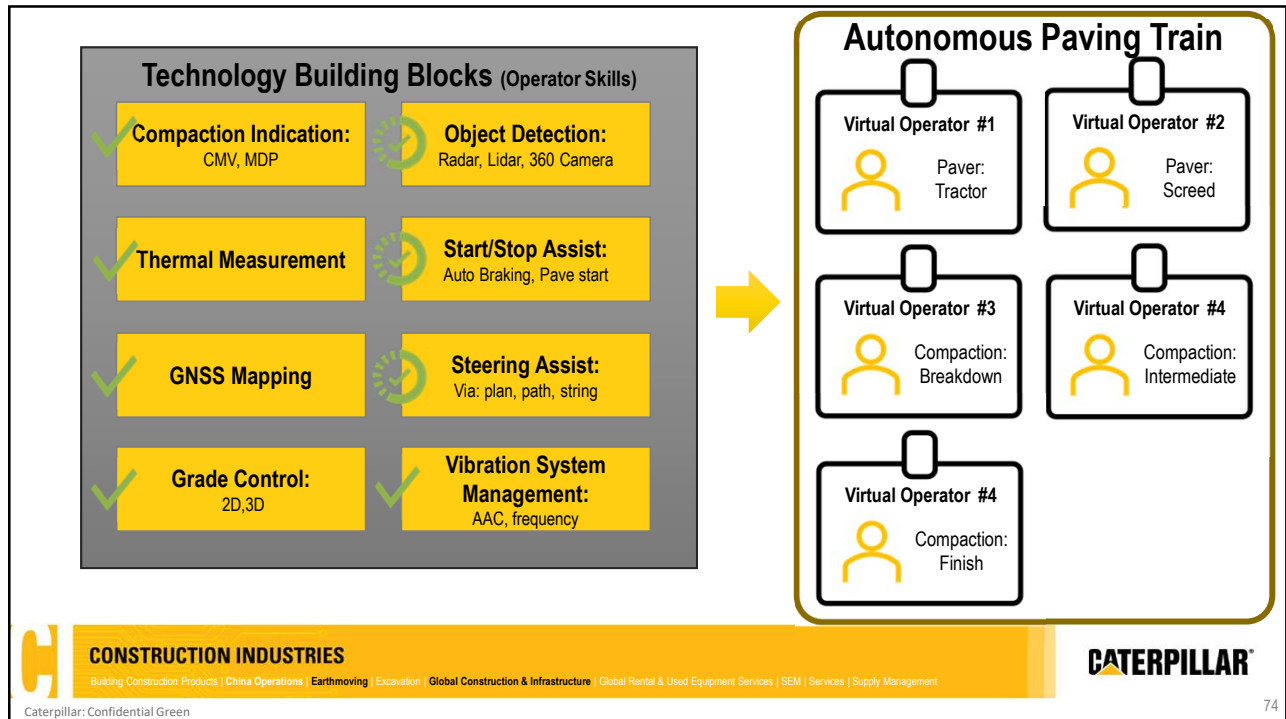 Technology Building Blocks (Operator Skills)
Compaction Indication:
CMV, MDP
Object Detection:
Radar, Lidar, 360 Camera
Thermal Measurement
Start/Stop Assist:
Auto Braking, Pave start
GNSS Mapping
Steering Assist:
Via: plan, path, string
Grade Control:
2D,3D
Vibration System
Management:
AAC, frequency
Autonomous Paving Train
Virtual Operator #1
Paver:
Tractor
Virtual Operator #2
Paver:
Screed
Virtual Operator #3
Compaction:
Breakdown
Virtual Operator #4
Compaction:
Intermediate
Virtual Operator #4
Compaction:
Finish
CONSTRUCTION INDUSTRIES
Building Construction Products | China Operations | Earthmoving | Excavation | Global Construction & Infrastructure | Global Rental & Used Equipment Services | SEM | Services | Supply Management
CATERPILLAR®
Caterpillar: Confidential Green
74